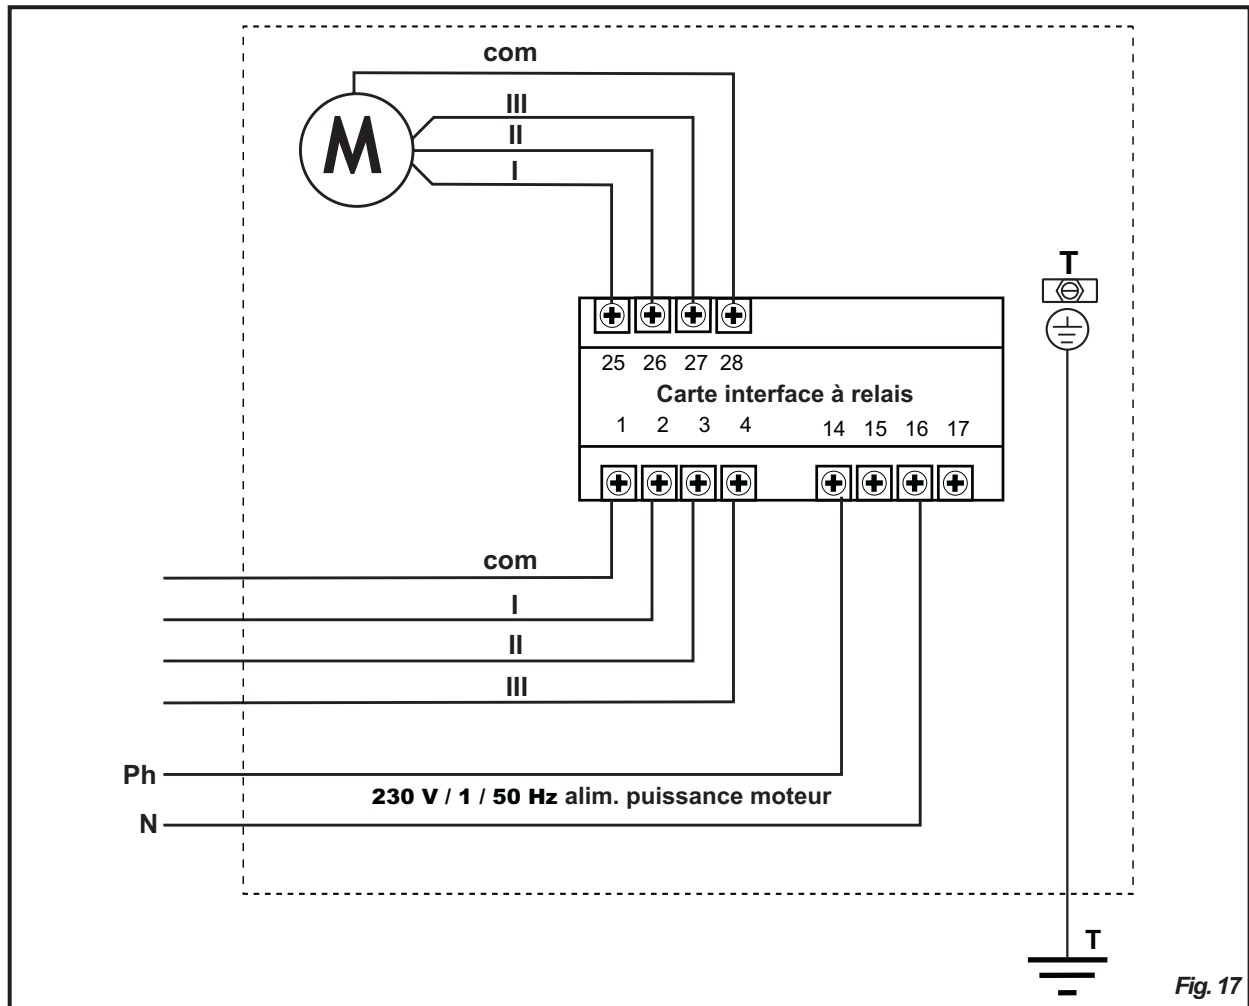 com
III
II
I
M
T
25 26 27 28
Carte interface à relais
1 2 3 4 14 15 16 17
com
I
II
III
Ph
230 V / 1 / 50 Hz alim. puissance moteur
N
T
Fig. 17